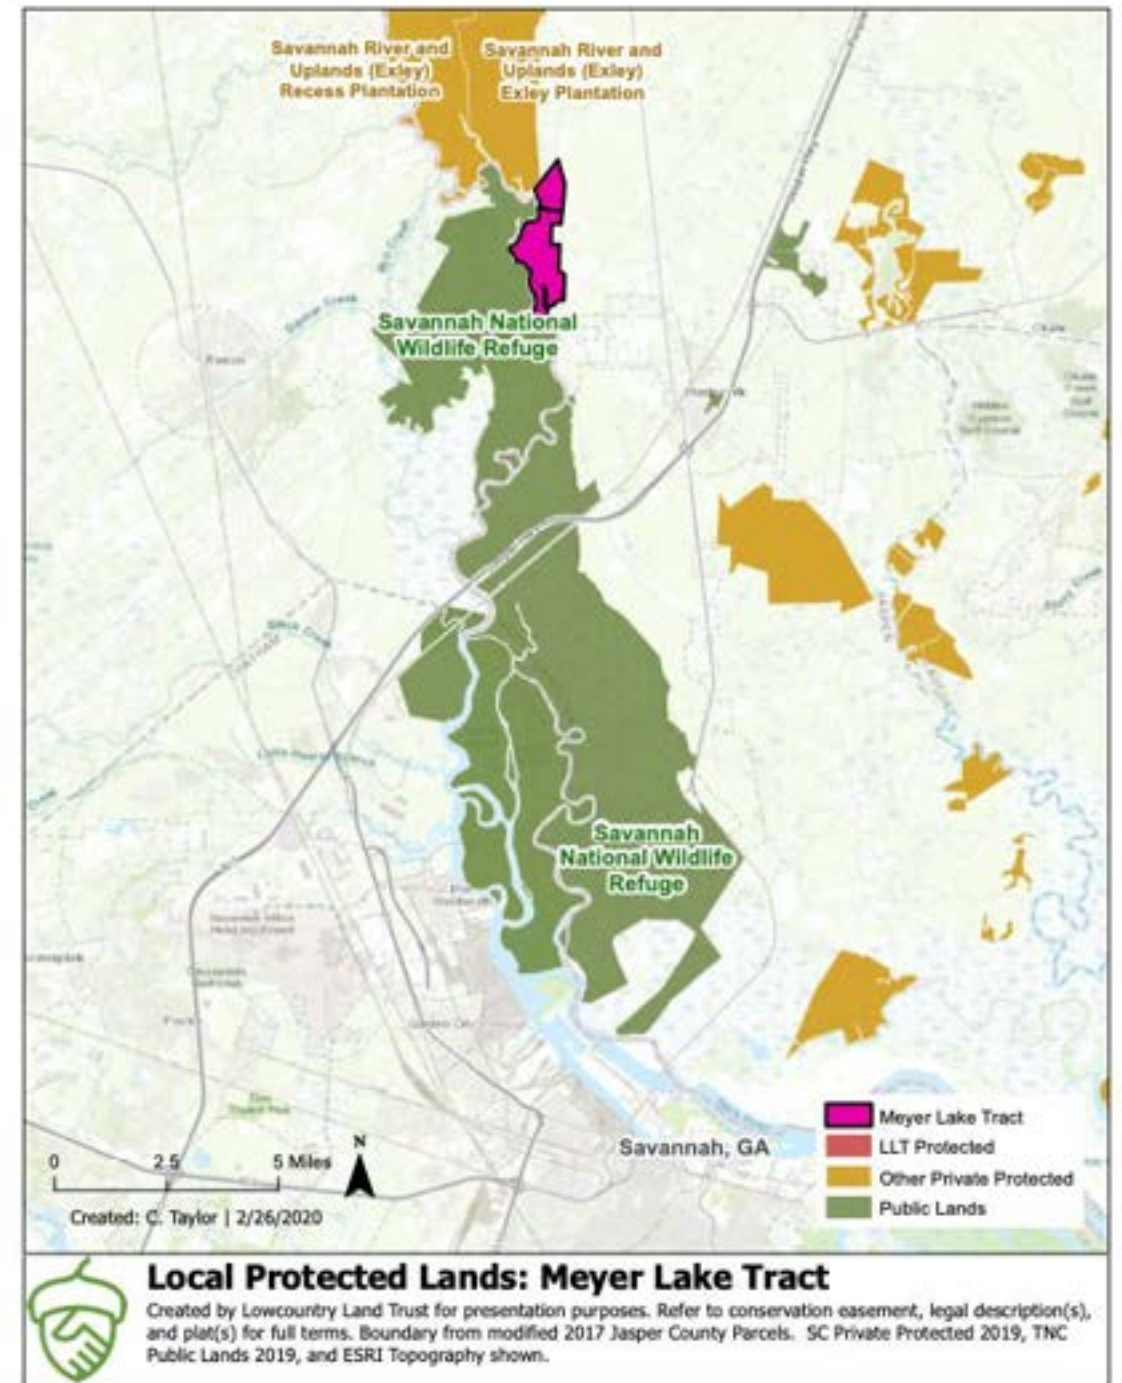 Savannah River and
Uplands (Exley)
Recess Plantation
Savannah River and
Uplands (Exley)
Exley Plantation
Savannah National
Wildlife Refuge
Savannah
National Wildlife
Refuge
Garden City
Savannah, GA
Meyer Lake Tract
LLT Protected
Other Private Protected
Public Lands
0 2.5 5 Miles
N
Created: C. Taylor | 2/26/2020
Local Protected Lands: Meyer Lake Tract
Created by Lowcountry Land Trust for presentation purposes. Refer to conservation easement, legal description(s),
and plat(s) for full terms. Boundary from modified 2017 Jasper County Parcels. SC Private Protected 2019, TNC
Public Lands 2019, and ESRI Topography shown.